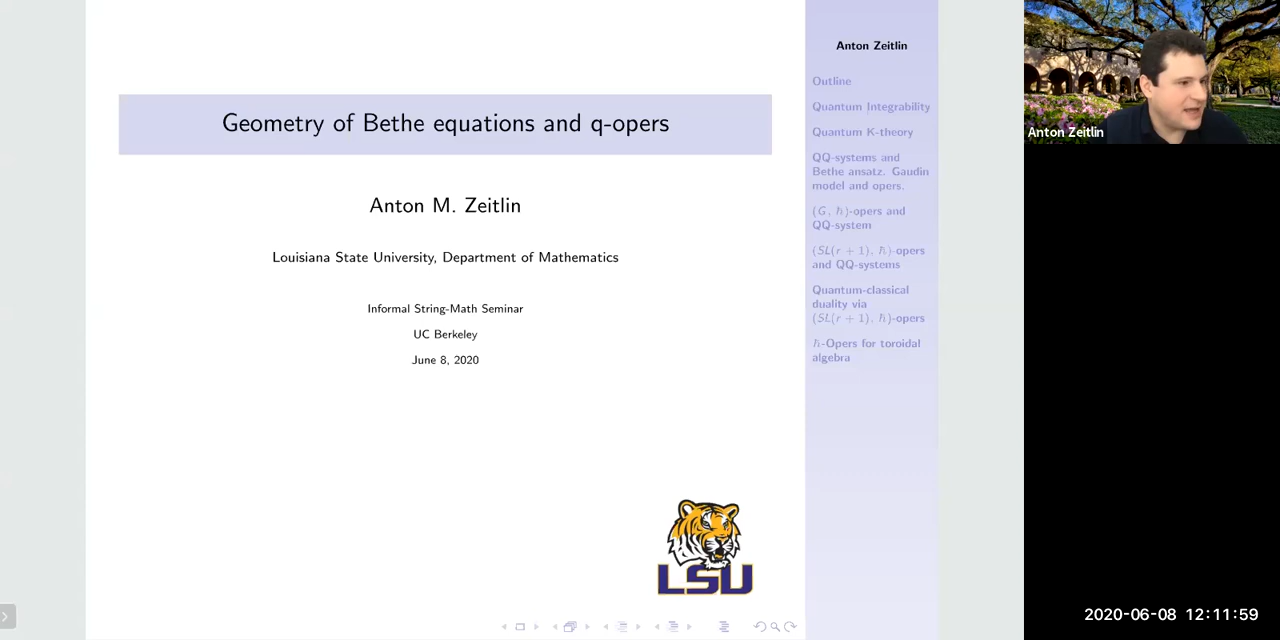 Geometry of Bethe equations and q-opers
Anton M. Zeitlin
Louisiana State University, Department of Mathematics
Informal String-Math Seminar
UC Berkeley
June 8, 2020
LSU
Anton Zeitlin
Outline
Quantum Integrability
Quantum K-theory
QQ-systems and
Bethe ansatz. Gaudin
model and opers.
(G, ℏ)-opers and
QQ-system
(SL(r + 1), ℏ)-opers
and QQ-systems
Quantum-classical
duality via
(SL(r + 1), ℏ)-opers
ℏ-Opers for toroidal
algebra
Anton Zeitlin
2020-06-08 12:11:59